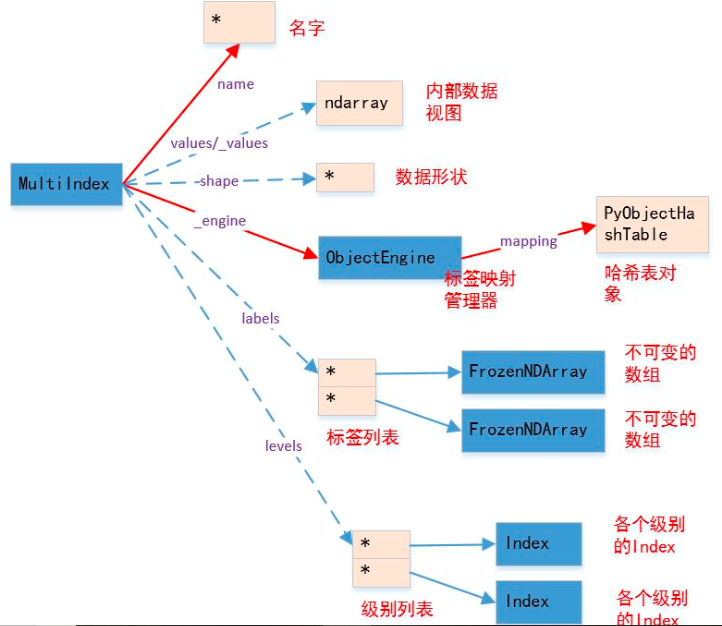 *
名字
name
ndarray
内部数据
视图
values/_values
MultiIndex
shape
*
数据形状
_engine
ObjectEngine
标签映射
管理器
mapping
PyObjectHa
shTable
哈希表对
象
labels
*
*
标签列表
FrozenNDArray
不可变的
数组
FrozenNDArray
不可变的
数组
levels
*
*
级别列表
Index
各个级别
的Index
Index
各个级别
的Index